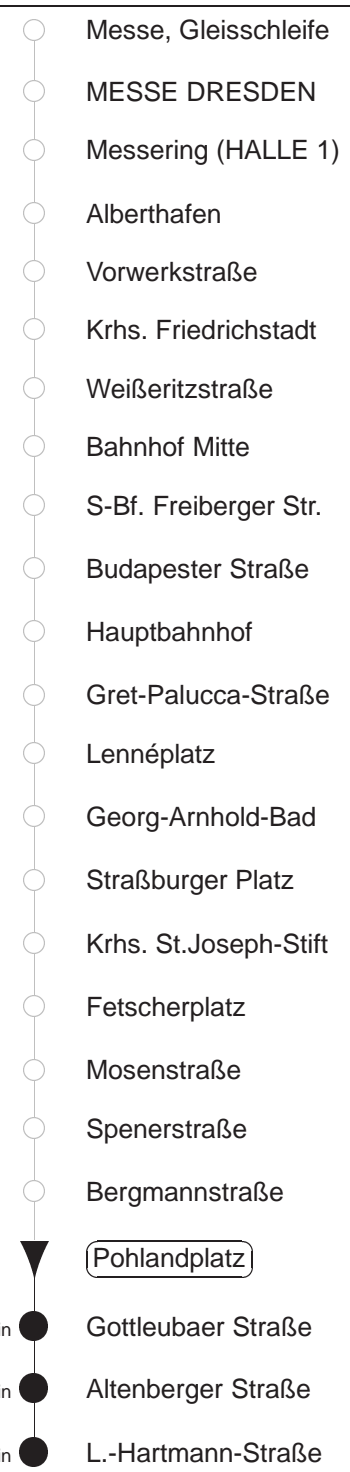 Messe, Gleisschleife
MESSE DRESDEN
Messering (HALLE 1)
Alberthafen
Vorwerkstraße
Krhs. Friedrichstadt
Weißeritzstraße
Bahnhof Mitte
S-Bf. Freiberger Str.
Budapester Straße
Hauptbahnhof
Gret-Palucca-Straße
Lennéplatz
Georg-Arnhold-Bad
Straßburger Platz
Krhs. St.Joseph-Stift
Fetscherplatz
Mosenstraße
Spenerstraße
Bergmannstraße
Pohlandplatz
Gottleubaer Straße
Altenberger Straße
L.-Hartmann-Straße